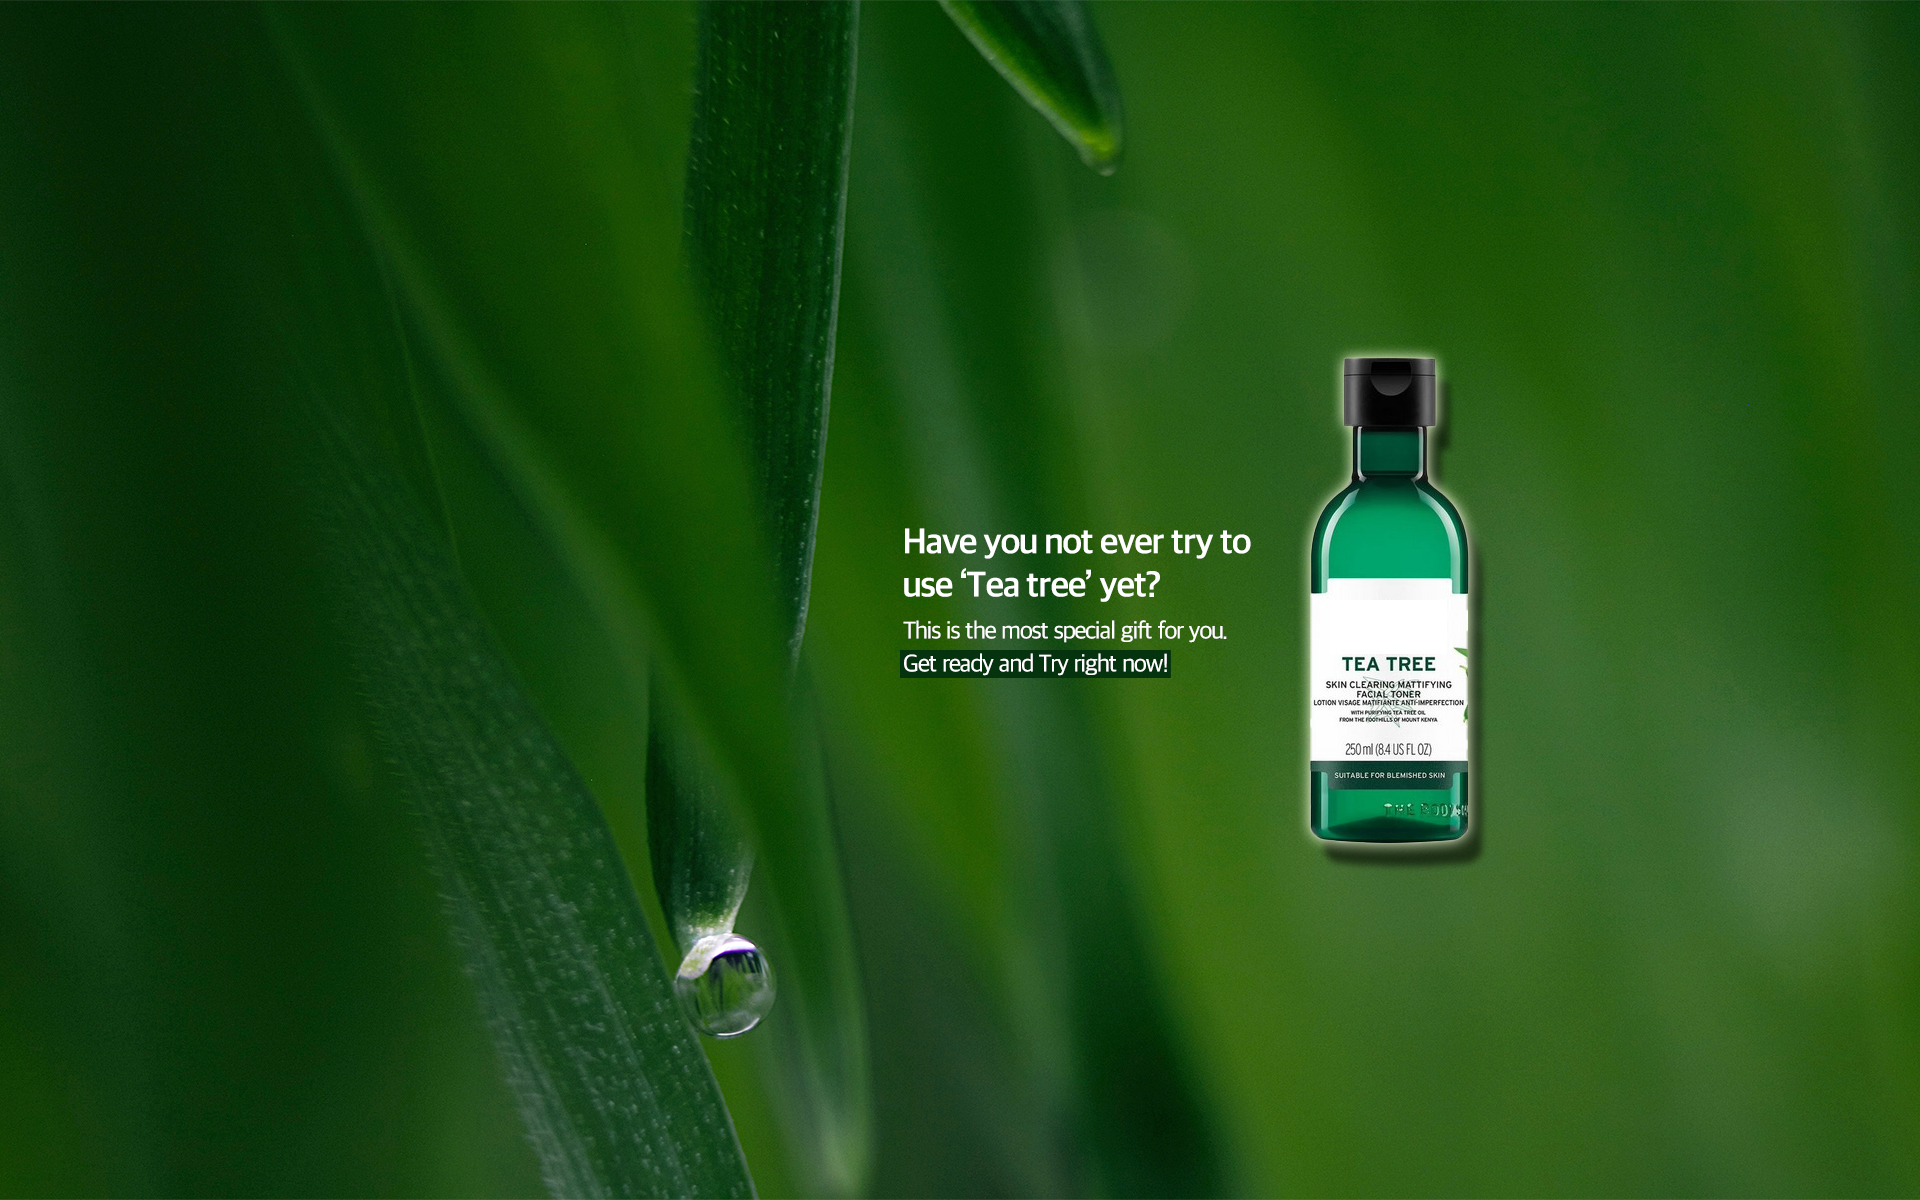 Have you not ever try to
use ‘Tea tree’ yet?
This is the most special gift for you.
Get ready and Try right now!
TEA TREE
SKIN CLEARING MATTIFYING
FACIAL TONER
LOTION VISAGE MATIFIANTE ANTI-IMPERFECTION
WITH PURIFYING TEA TREE OIL
FROM THE FOOTHILLS OF MOUNT KENYA
250 ml (8.4 US FL OZ)
SUITABLE FOR BLEMISHED SKIN
THE BODY